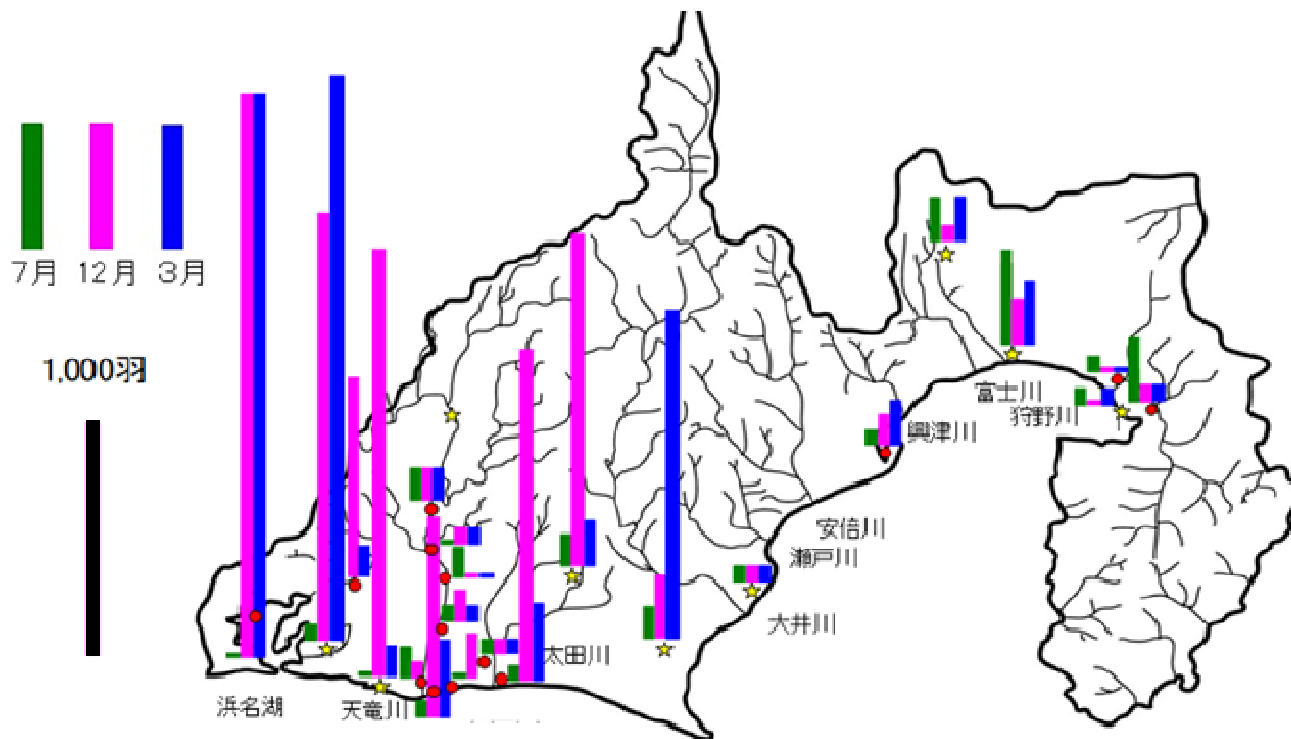 7月 12月 3月
1,000羽
富士川
狩野川
興津川
安倍川
瀬戸川
大井川
太田川
浜名湖
天竜川